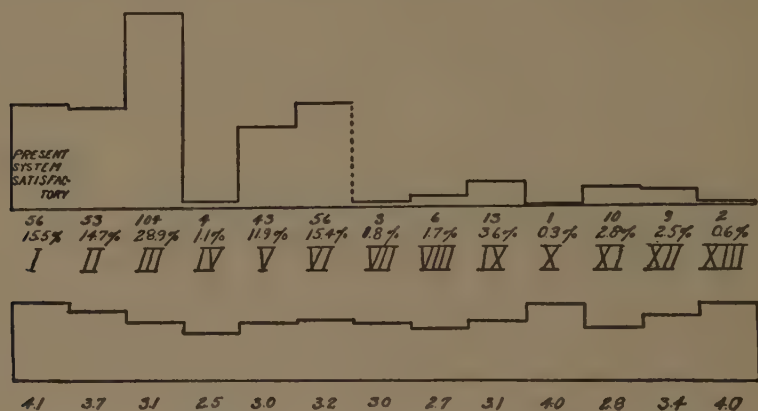 PRESENT
SYSTEM
SATISFAC-
TORY
56 53 104 4 43 56 3 6 13 1 10 9 2
15.5% 14.7% 28.9% 1.1% 11.9% 15.4% 0.8% 1.7% 3.6% 0.3% 2.8% 2.5% 0.6%
I II III IV V VI VII VIII IX X XI XII XIII
4.1 3.7 3.1 2.5 3.0 3.2 3.0 2.7 3.1 4.0 2.8 3.4 4.0